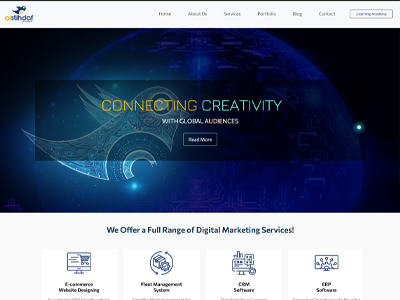 alistihdaf
Home About Us Services Portfolio Blog Contact Learning Academy
CONNECTING CREATIVITY
WITH GLOBAL AUDIENCES
Read More
We Offer a Full Range of Digital Marketing Services!
E-commerce
Website Designing
Fleet Management
System
CRM
Software
ERP
Software